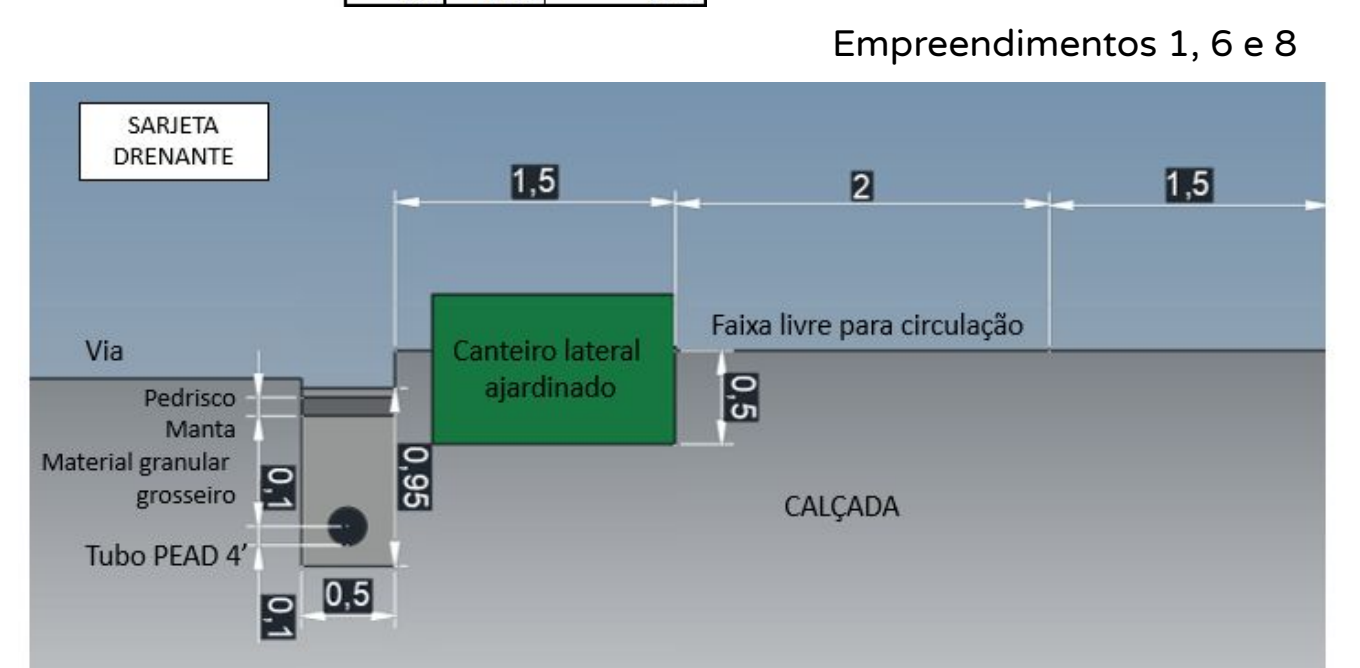 Empreendimentos 1, 6 e 8
SARJETA
DRENANTE
1,5
2
1,5
Faixa livre para circulação
Via
Canteiro lateral
ajardinado
Pedrisco
0,5
Manta
Material granular
grosseiro
0,1
0,95
CALÇADA
Tubo PEAD 4'
0,5
0,1